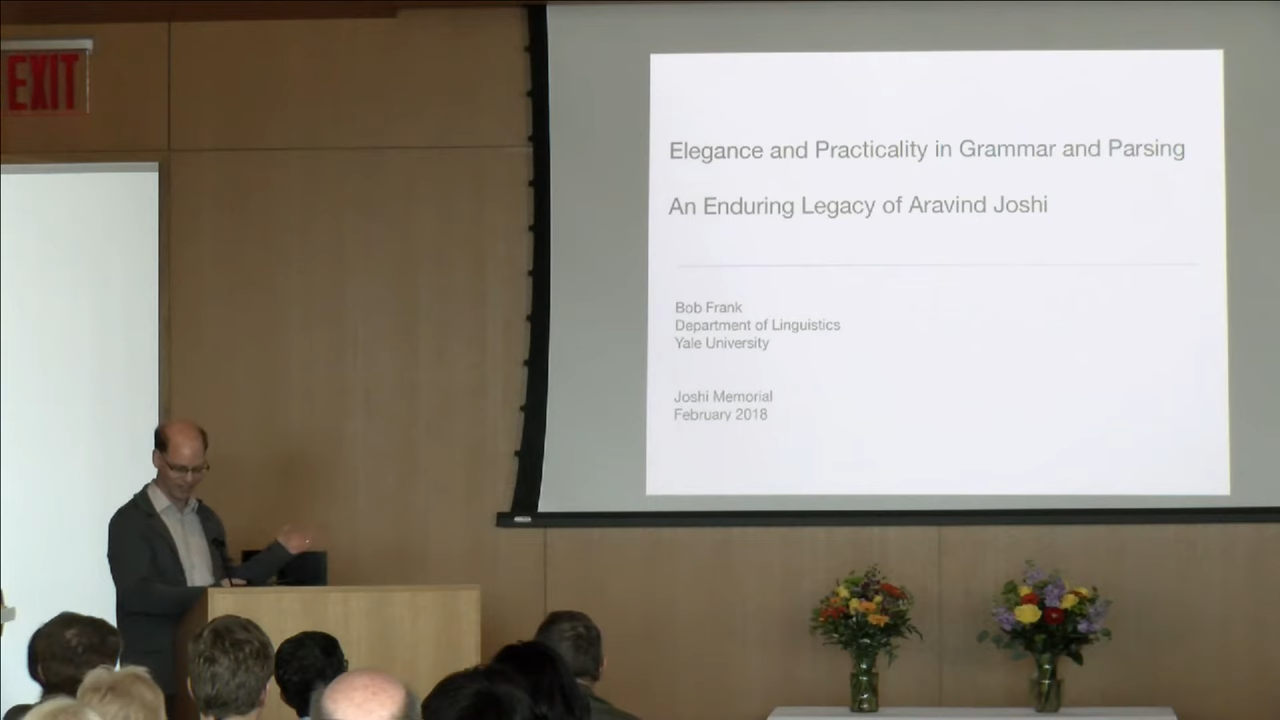 EXIT
Elegance and Practicality in Grammar and Parsing
An Enduring Legacy of Aravind Joshi
Bob Frank
Department of Linguistics
Yale University
Joshi Memorial
February 2018